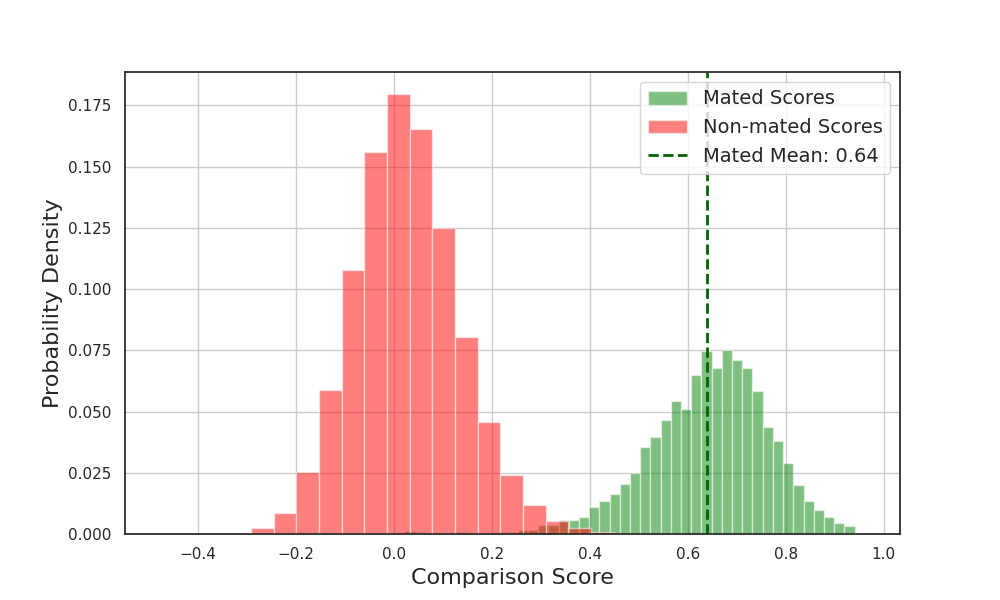 Mated Scores
Non-mated Scores
Mated Mean: 0.64
Probability Density
0.175
0.150
0.125
0.100
0.075
0.050
0.025
0.000
−0.4 −0.2 0.0 0.2 0.4 0.6 0.8 1.0
Comparison Score